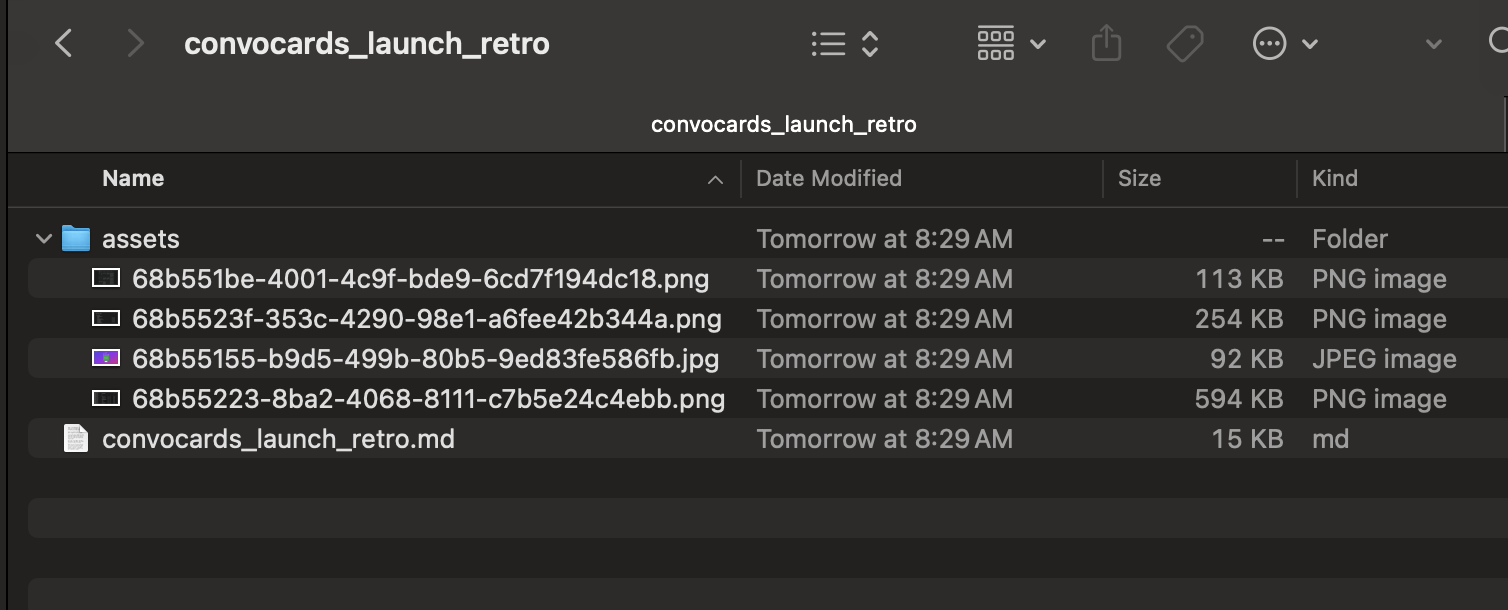 convocards_launch_retro
convocards_launch_retro
Name Date Modified Size Kind
assets Tomorrow at 8:29 AM -- Folder
68b551be-4001-4c9f-bde9-6cd7f194dc18.png Tomorrow at 8:29 AM 113 KB PNG image
68b5523f-353c-4290-98e1-a6fee42b344a.png Tomorrow at 8:29 AM 254 KB PNG image
68b55155-b9d5-499b-80b5-9ed83fe586fb.jpg Tomorrow at 8:29 AM 92 KB JPEG image
68b55223-8ba2-4068-8111-c7b5e24c4ebb.png Tomorrow at 8:29 AM 594 KB PNG image
convocards_launch_retro.md Tomorrow at 8:29 AM 15 KB md